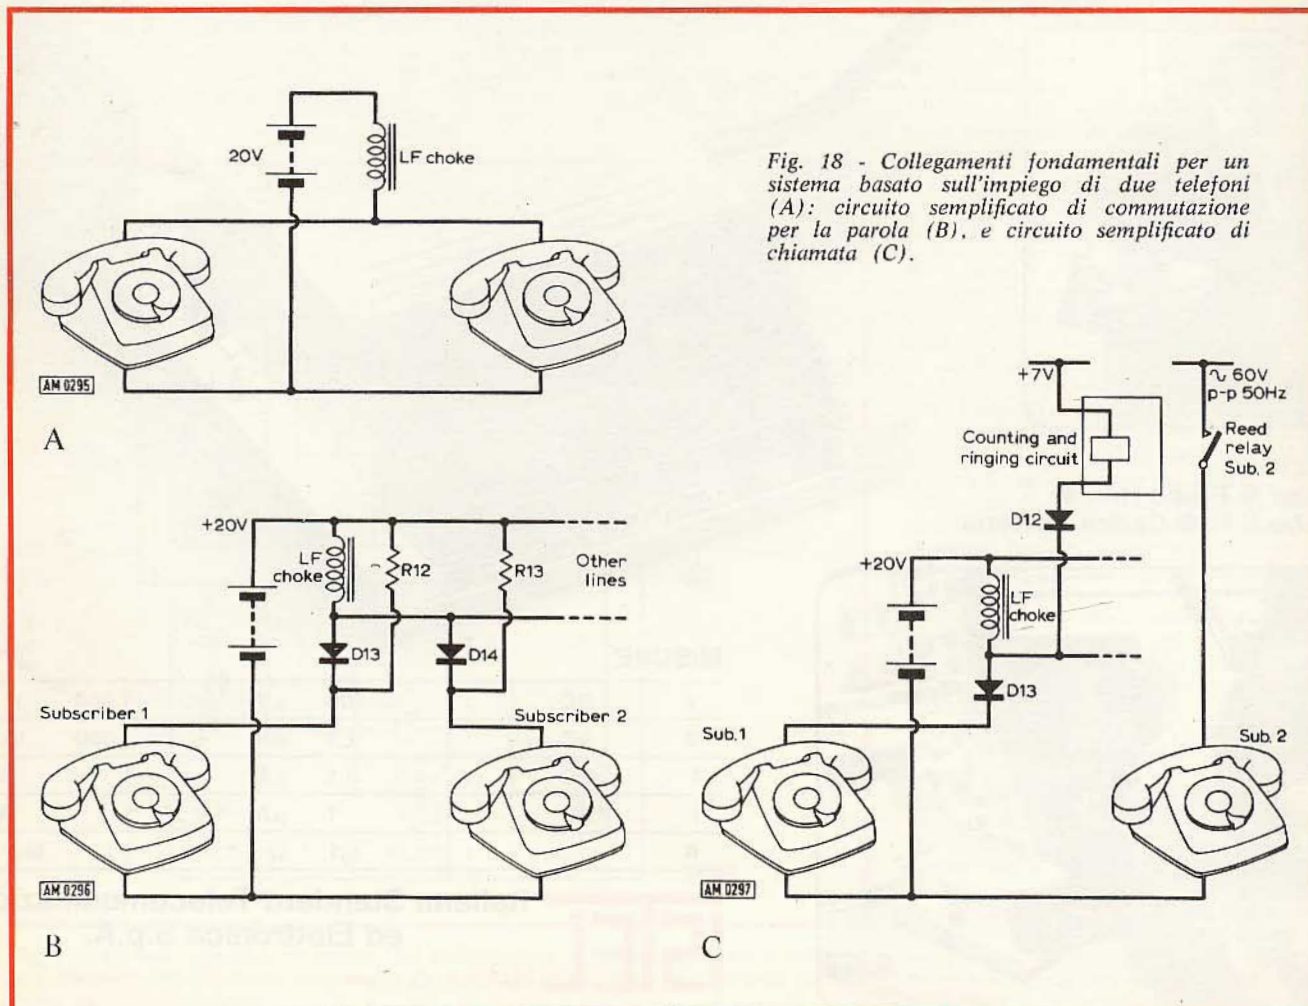 20V
LF choke
AM 0295
A
Fig. 18 - Collegamenti fondamentali per un
sistema basato sull'impiego di due telefoni
(A): circuito semplificato di commutazione
per la parola (B), e circuito semplificato di
chiamata (C).
+20V
LF
choke
R12
R13
Other
lines
D13
D14
Subscriber 1
Subscriber 2
AM 0296
B
+7V
∿ 60V
p-p 50Hz
Counting and
ringing circuit
Reed
relay
Sub. 2
D12
+20V
LF
choke
D13
Sub.1
Sub. 2
AM 0297
C